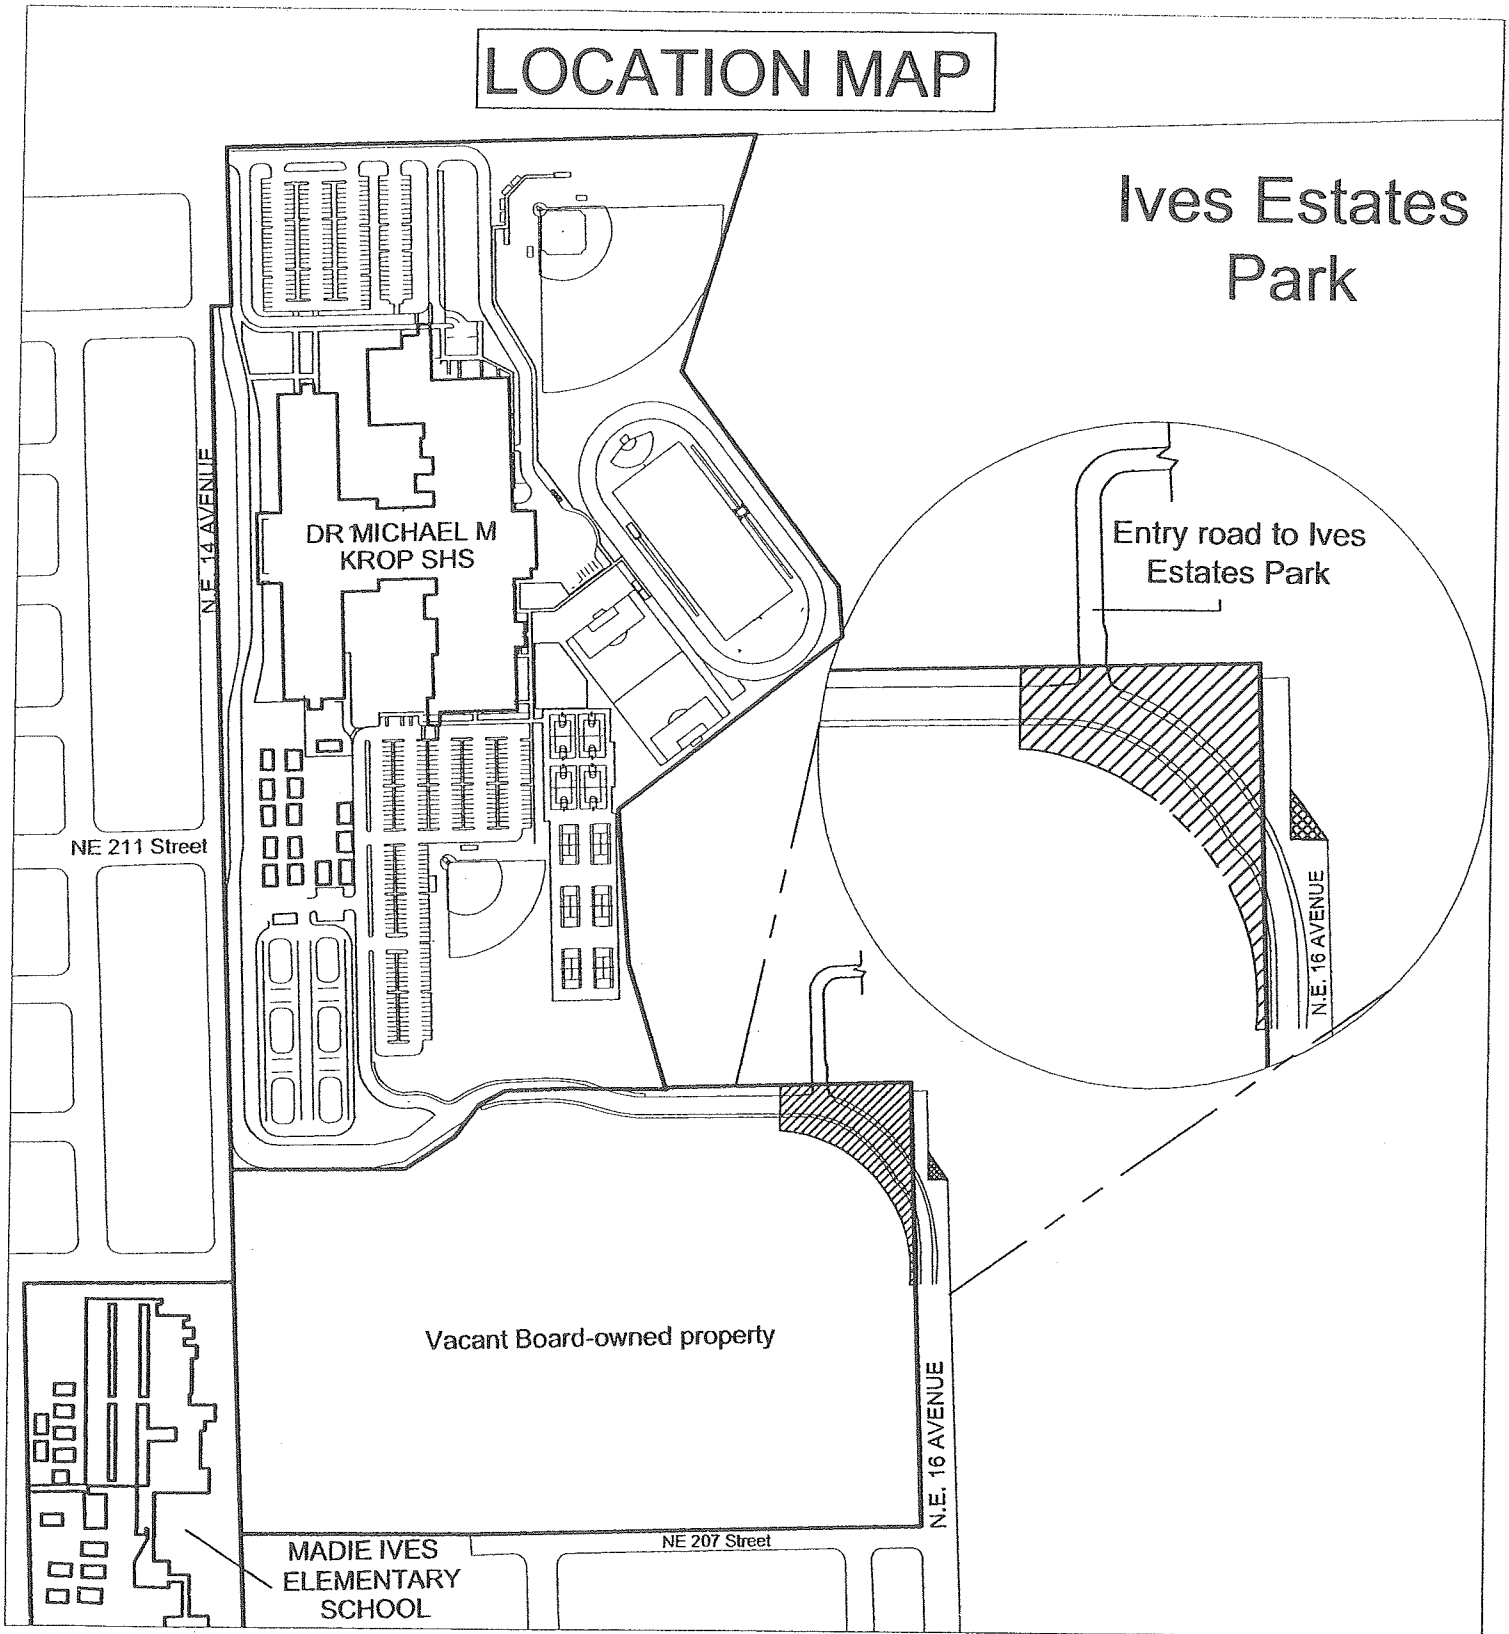 LOCATION MAP
Ives Estates
Park
N.E. 14 AVENUE
DR MICHAEL M
KROP SHS
Entry road to Ives
Estates Park
NE 211 Street
N.E. 16 AVENUE
Vacant Board-owned property
N.E. 16 AVENUE
NE 207 Street
MADIE IVES
ELEMENTARY
SCHOOL